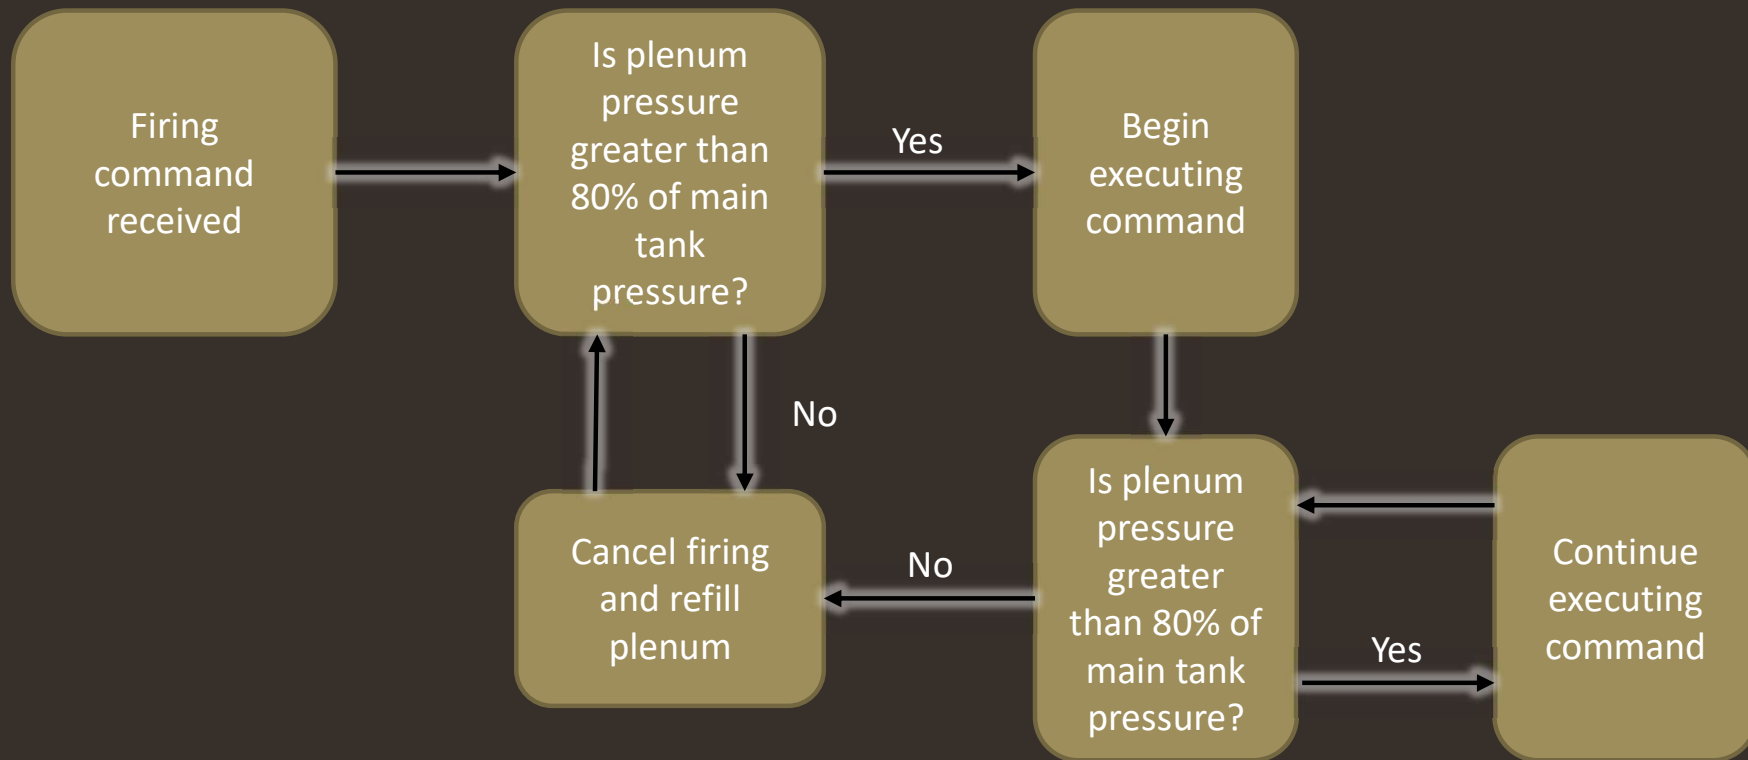 Firing
command
received
Is plenum
pressure
greater than
80% of main
tank
pressure?
Yes
Begin
executing
command
No
Cancel firing
and refill
plenum
No
Is plenum
pressure
greater
than 80% of
main tank
pressure?
Yes
Continue
executing
command